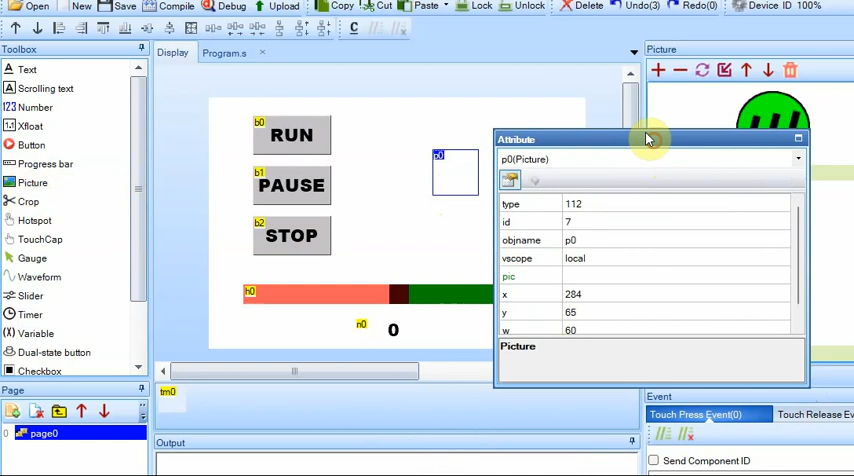 Open New Save Compile Debug Upload Copy Cut Paste Delete Undo(3) Redo(0) Device ID 100%
Lock Unlock
Toolbox
Display Program.s
Picture
Text
Scrolling text
123 Number
Xfloat
Button
Progress bar
Picture
Crop
Hotspot
TouchCap
Gauge
Waveform
Slider
Timer
Variable
Dual-state button
Checkbox
b0
RUN
b1
PAUSE
b2
STOP
p0
h0
n0
0
tm0
Attribute
p0(Picture)
type 112
id 7
objname p0
vscope local
pic
x 284
y 65
w 60
Picture
Page
0 page0
Output
Event
Touch Press Event(0) Touch Release Ev
Send Component ID